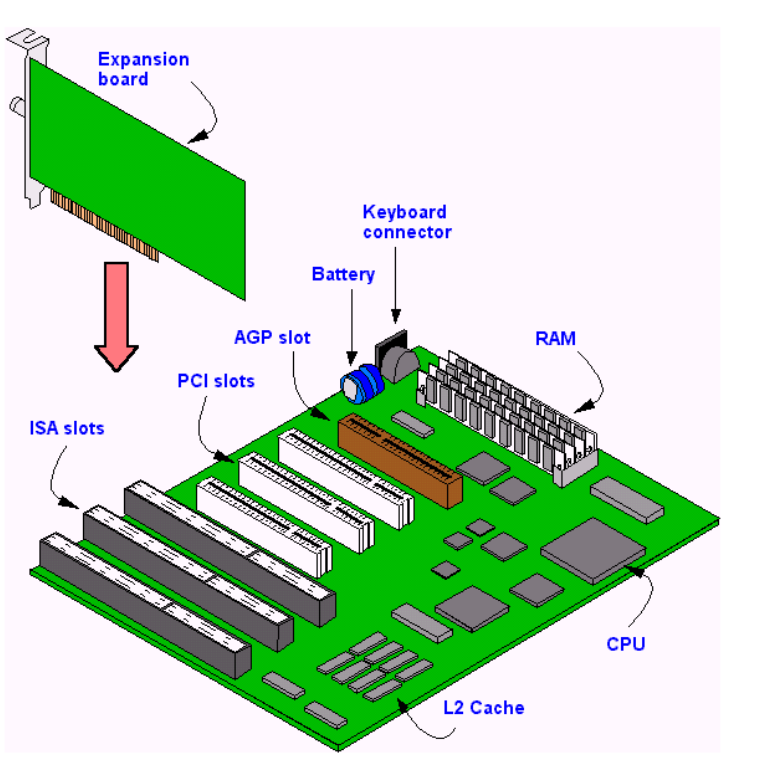 Expansion
board
Keyboard
connector
Battery
AGP slot
RAM
PCI slots
ISA slots
CPU
L2 Cache